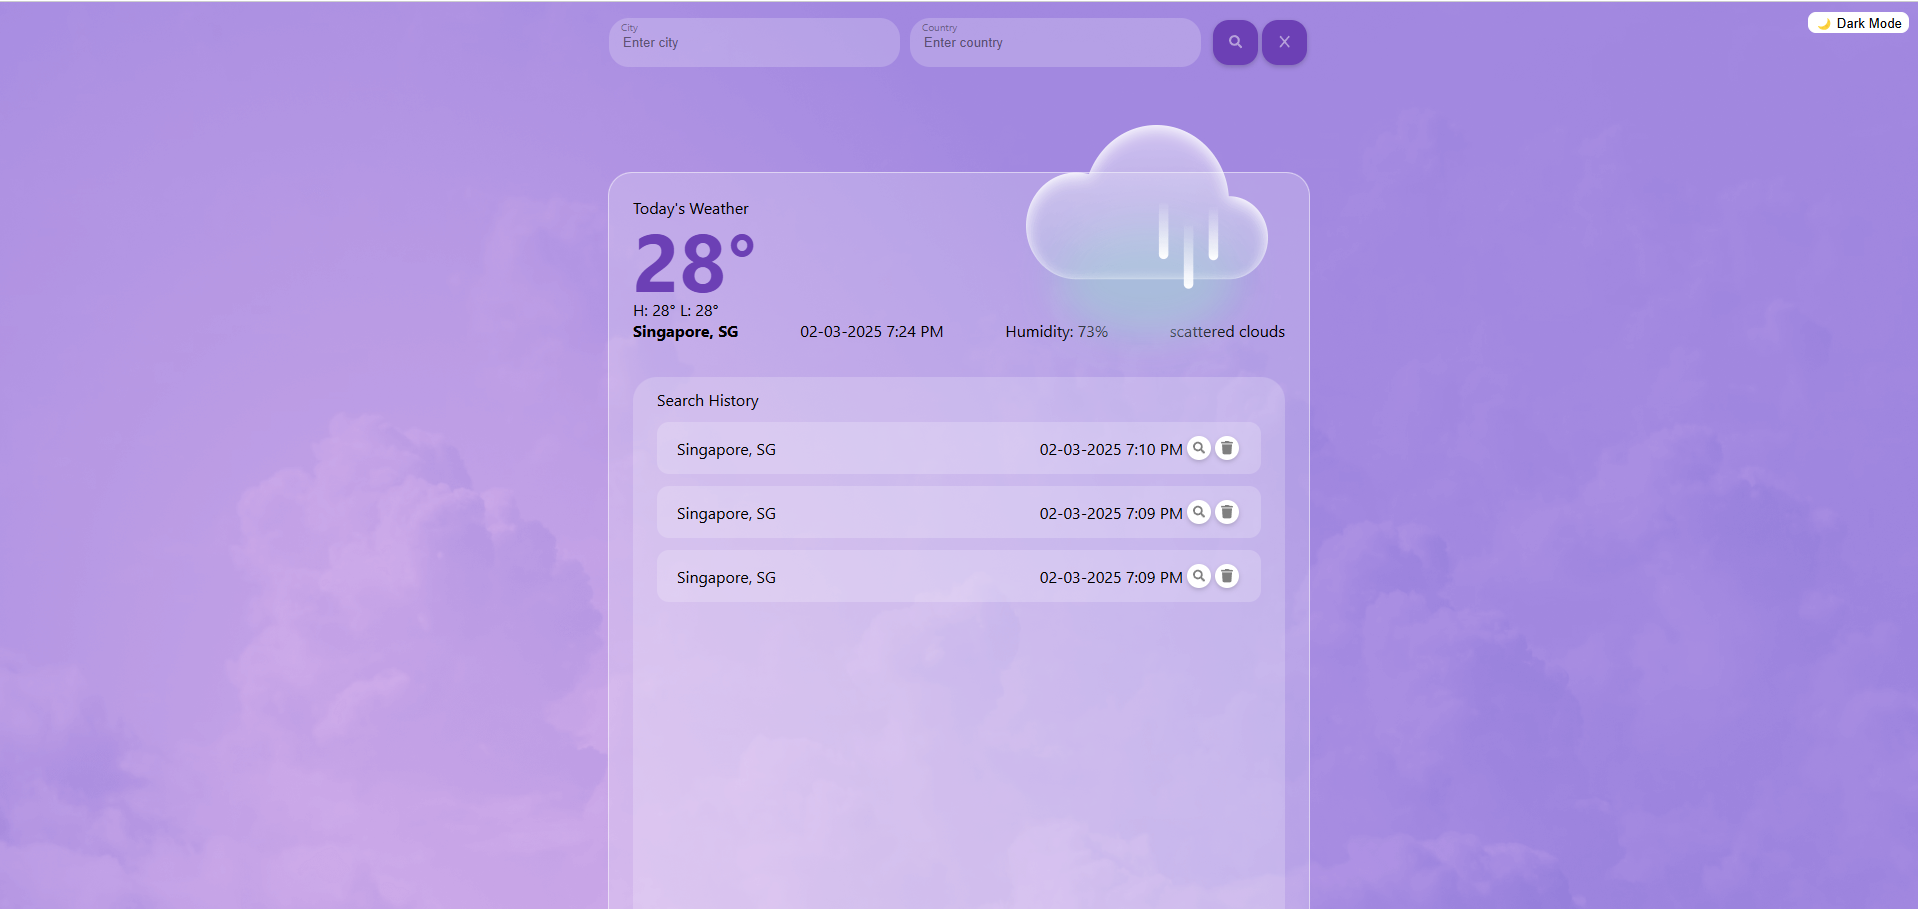 City
Enter city
Country
Enter country
X
🌙 Dark Mode
Today's Weather
28°
H: 28° L: 28°
Singapore, SG 02-03-2025 7:24 PM Humidity: 73% scattered clouds
Search History
Singapore, SG 02-03-2025 7:10 PM
Singapore, SG 02-03-2025 7:09 PM
Singapore, SG 02-03-2025 7:09 PM